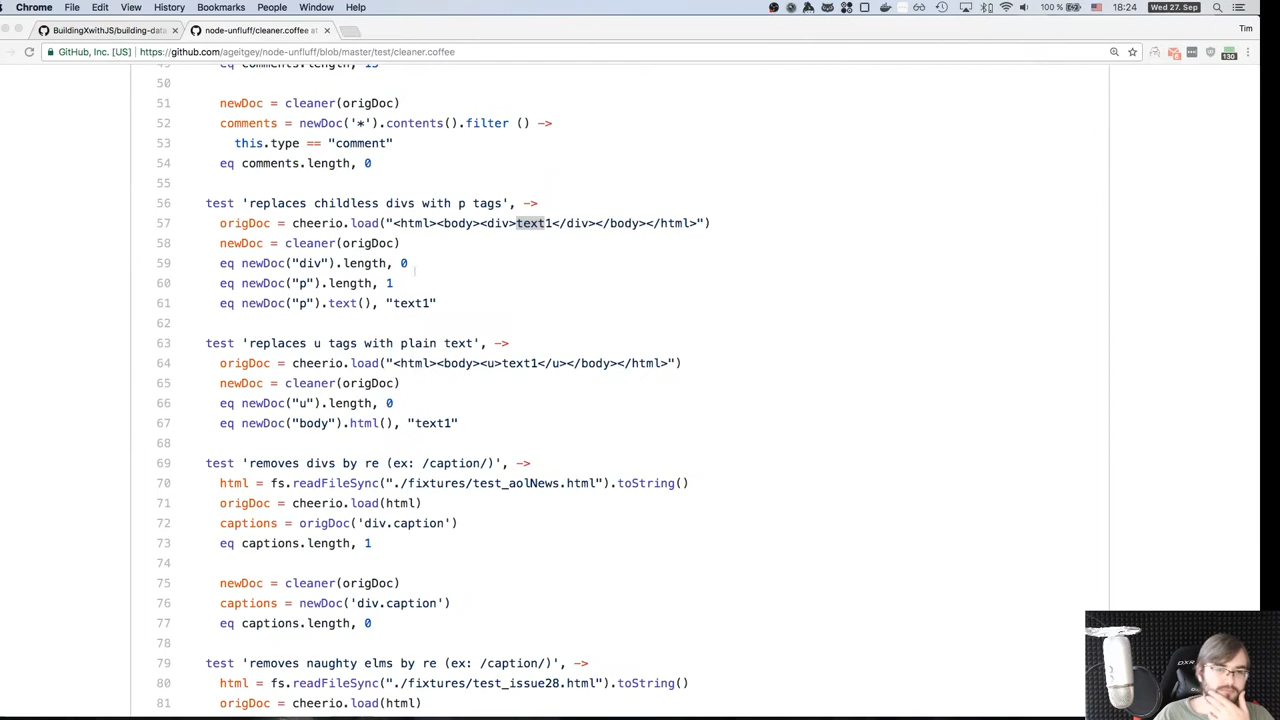 Chrome File Edit View History Bookmarks People Window Help 100 % 18:24 Wed 27. Sep
BuildingXwithJS/building-data node-unfluff/cleaner.coffee at Tim
GitHub, Inc. [US] https://github.com/ageitgey/node-unfluff/blob/master/test/cleaner.coffee 130
49 eq comments.length, 15
50
51 newDoc = cleaner(origDoc)
52 comments = newDoc('*').contents().filter () ->
53 this.type == "comment"
54 eq comments.length, 0
55
56 test 'replaces childless divs with p tags', ->
57 origDoc = cheerio.load("<html><body><div>text1</div></body></html>")
58 newDoc = cleaner(origDoc)
59 eq newDoc("div").length, 0
60 eq newDoc("p").length, 1
61 eq newDoc("p").text(), "text1"
62
63 test 'replaces u tags with plain text', ->
64 origDoc = cheerio.load("<html><body><u>text1</u></body></html>")
65 newDoc = cleaner(origDoc)
66 eq newDoc("u").length, 0
67 eq newDoc("body").html(), "text1"
68
69 test 'removes divs by re (ex: /caption/)', ->
70 html = fs.readFileSync("./fixtures/test_aolNews.html").toString()
71 origDoc = cheerio.load(html)
72 captions = origDoc('div.caption')
73 eq captions.length, 1
74
75 newDoc = cleaner(origDoc)
76 captions = newDoc('div.caption')
77 eq captions.length, 0
78
79 test 'removes naughty elms by re (ex: /caption/)', ->
80 html = fs.readFileSync("./fixtures/test_issue28.html").toString()
81 origDoc = cheerio.load(html)
DXR